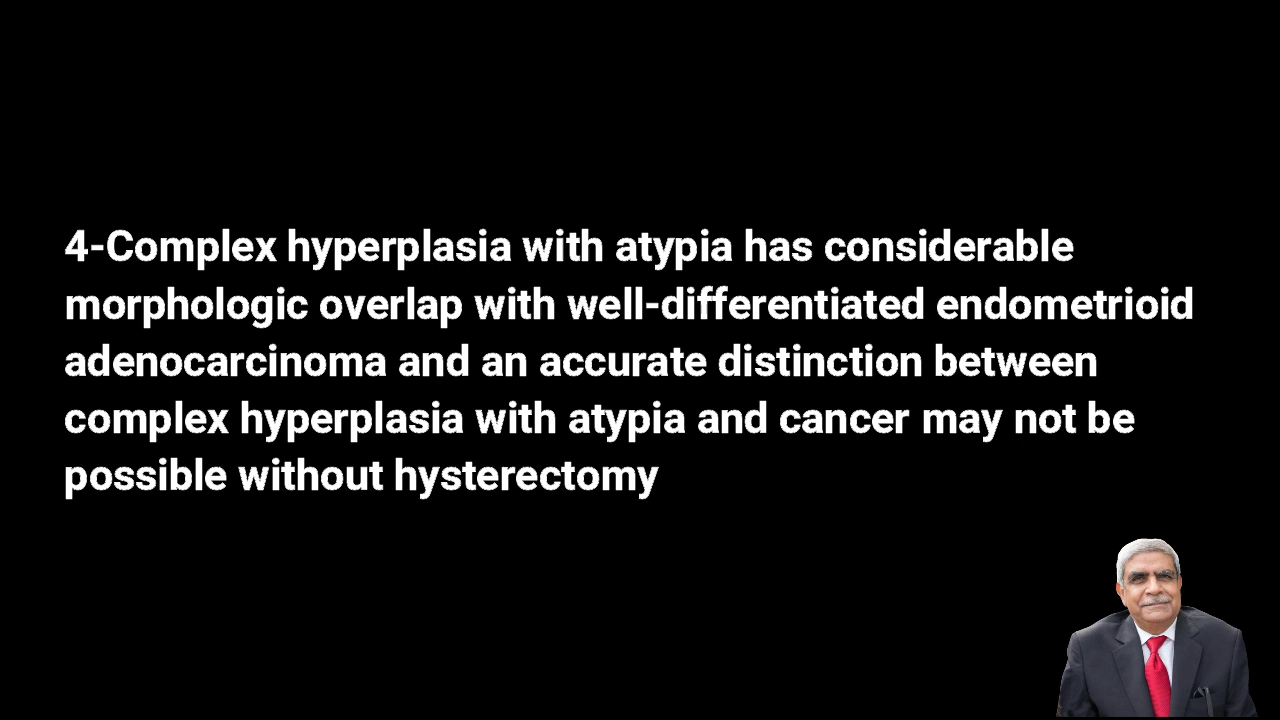 4-Complex hyperplasia with atypia has considerable
morphologic overlap with well-differentiated endometrioid
adenocarcinoma and an accurate distinction between
complex hyperplasia with atypia and cancer may not be
possible without hysterectomy